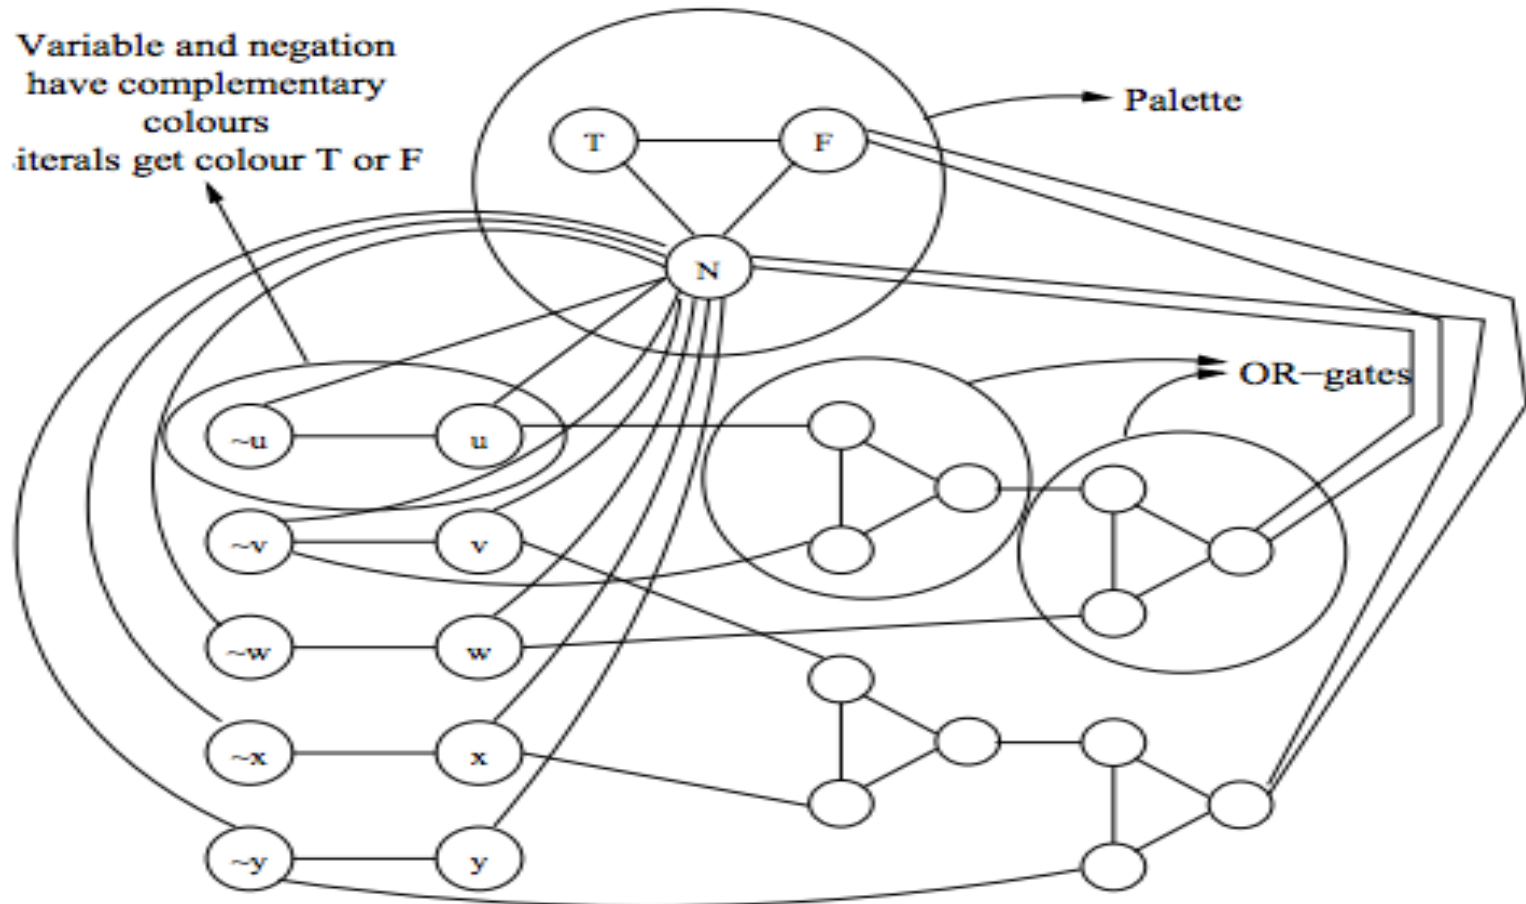 Variable and negation
have complementary
colours
iterals get colour T or F
Palette
T
F
N
OR−gates
~u
u
~v
v
~w
w
~x
x
~y
y